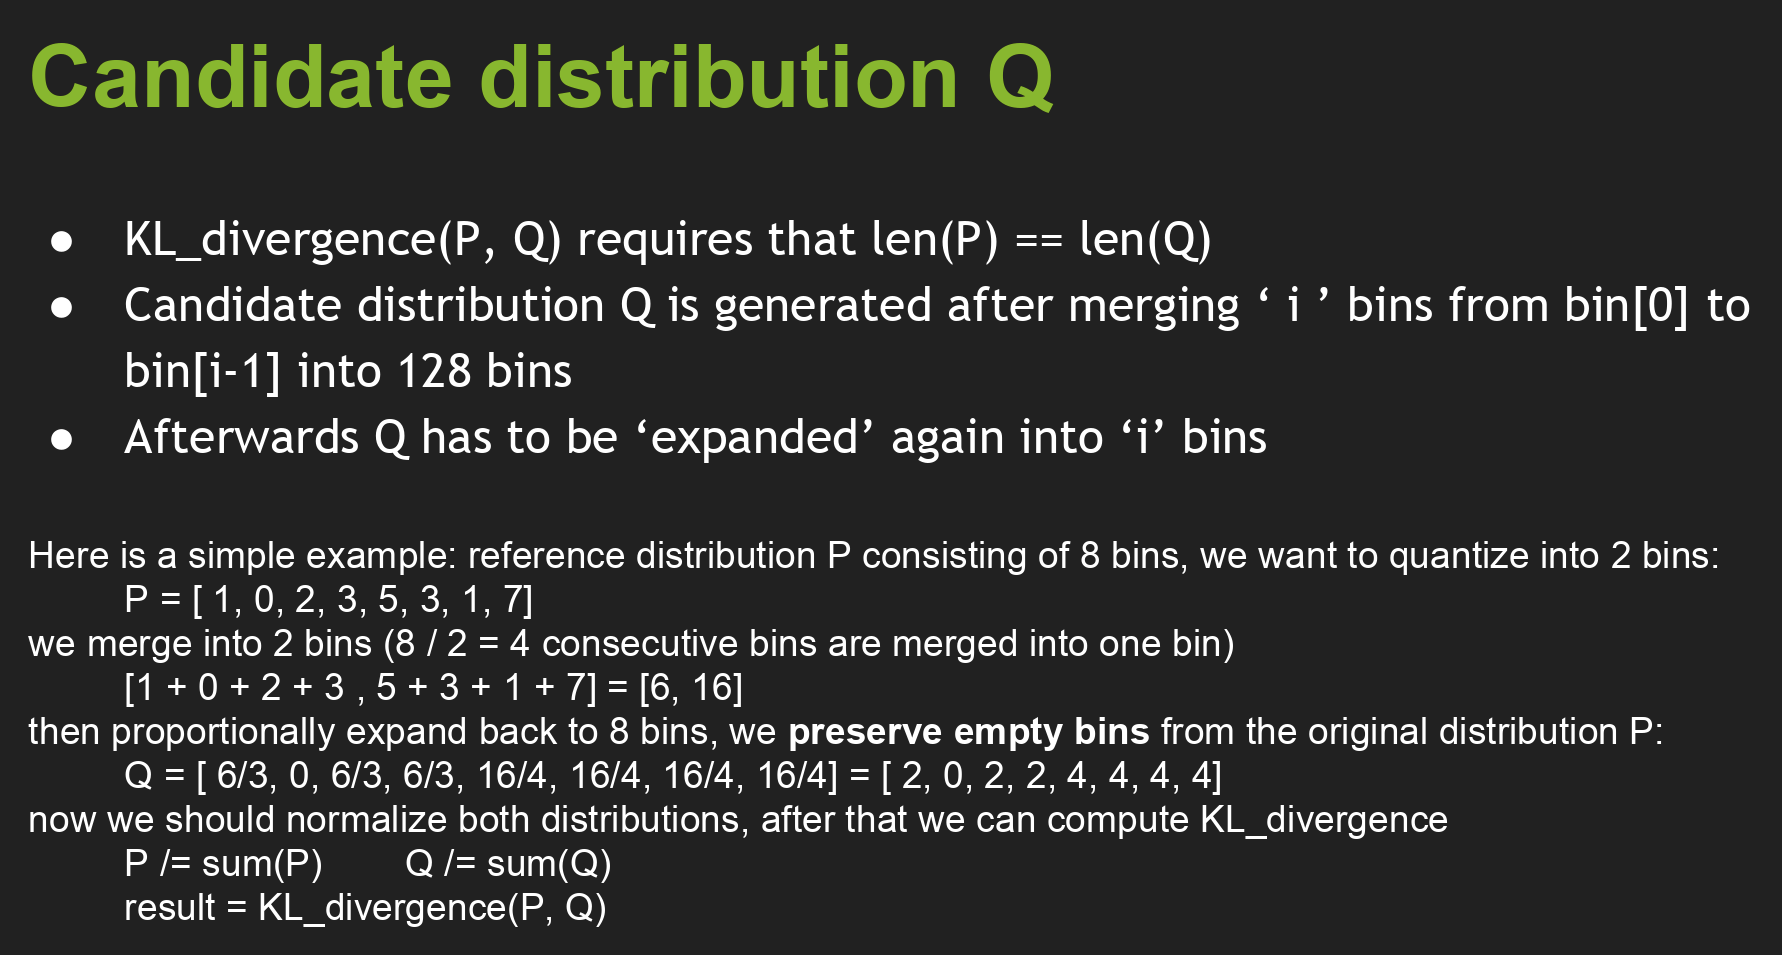 Candidate distribution Q
● KL_divergence(P, Q) requires that len(P) == len(Q)
● Candidate distribution Q is generated after merging ‘ i ’ bins from bin[0] to
bin[i-1] into 128 bins
● Afterwards Q has to be ‘expanded’ again into ‘i’ bins
Here is a simple example: reference distribution P consisting of 8 bins, we want to quantize into 2 bins:
P = [ 1, 0, 2, 3, 5, 3, 1, 7]
we merge into 2 bins (8 / 2 = 4 consecutive bins are merged into one bin)
[1 + 0 + 2 + 3 , 5 + 3 + 1 + 7] = [6, 16]
then proportionally expand back to 8 bins, we preserve empty bins from the original distribution P:
Q = [ 6/3, 0, 6/3, 6/3, 16/4, 16/4, 16/4, 16/4] = [ 2, 0, 2, 2, 4, 4, 4, 4]
now we should normalize both distributions, after that we can compute KL_divergence
P /= sum(P) Q /= sum(Q)
result = KL_divergence(P, Q)